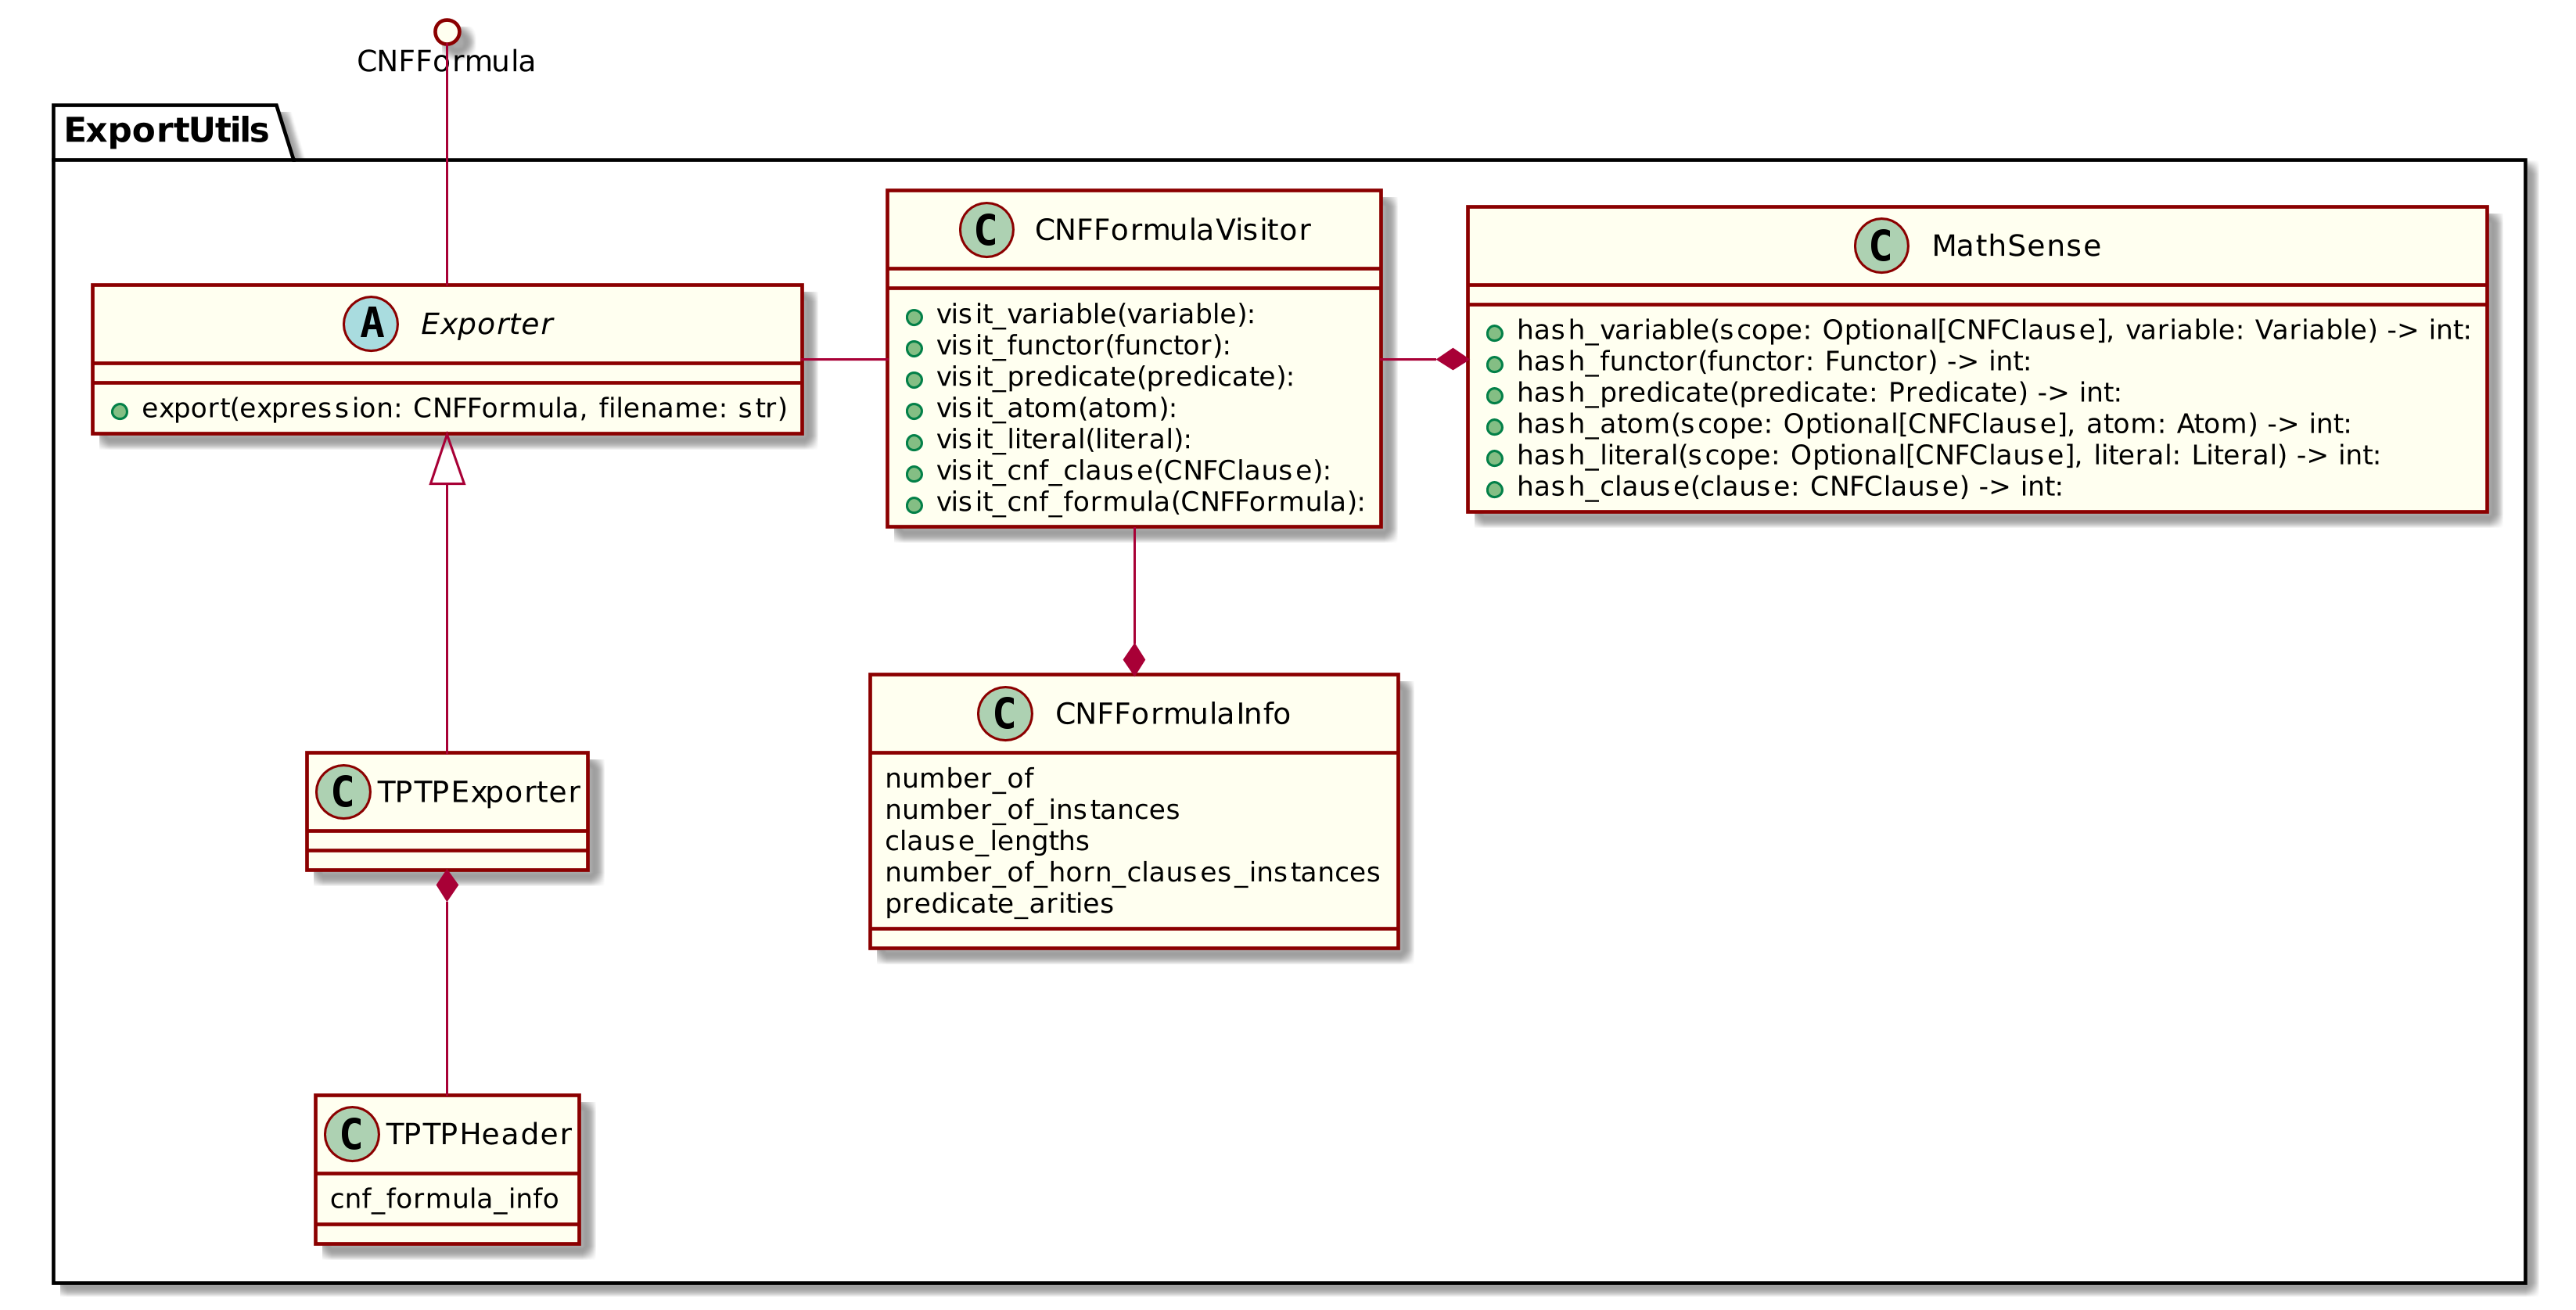 CNFFormula
ExportUtils
A Exporter
export(expression: CNFFormula, filename: str)
C CNFFormulaVisitor
visit_variable(variable):
visit_functor(functor):
visit_predicate(predicate):
visit_atom(atom):
visit_literal(literal):
visit_cnf_clause(CNFClause):
visit_cnf_formula(CNFFormula):
C MathSense
hash_variable(scope: Optional[CNFClause], variable: Variable) -> int:
hash_functor(functor: Functor) -> int:
hash_predicate(predicate: Predicate) -> int:
hash_atom(scope: Optional[CNFClause], atom: Atom) -> int:
hash_literal(scope: Optional[CNFClause], literal: Literal) -> int:
hash_clause(clause: CNFClause) -> int:
C CNFFormulaInfo
number_of
number_of_instances
clause_lengths
number_of_horn_clauses_instances
predicate_arities
C TPTPExporter
C TPTPHeader
cnf_formula_info